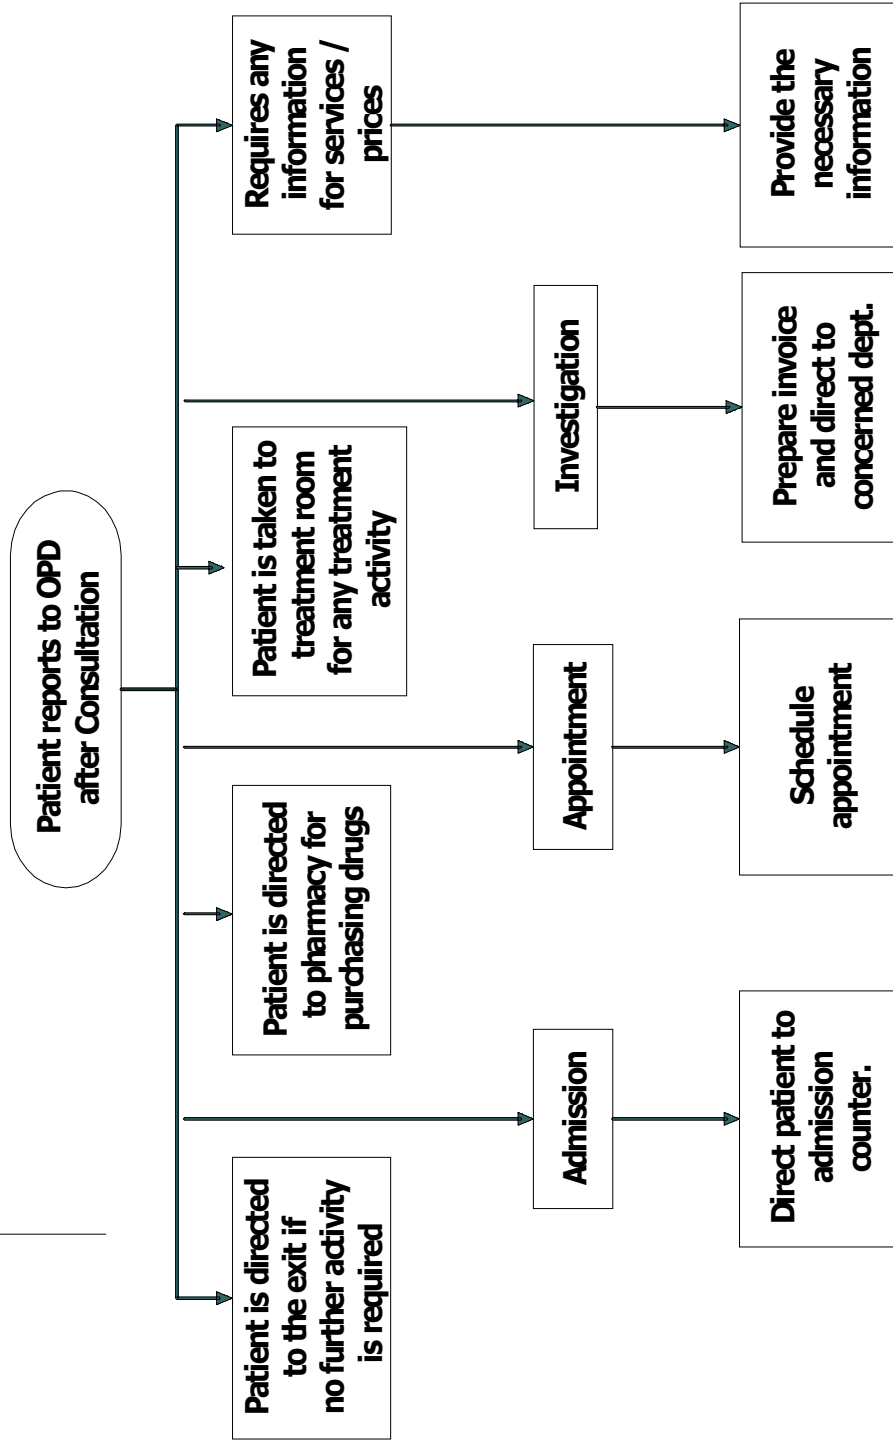 Patient reports to OPD
after Consultation
Patient is directed
to the exit if
no further activity
is required
Patient is directed
to pharmacy for
purchasing drugs
Patient is taken to
treatment room
for any treatment
activity
Requires any
information
for services /
prices
Admission
Appointment
Investigation
Direct patient to
admission
counter.
Schedule
appointment
Prepare invoice
and direct to
concerned dept.
Provide the
necessary
information